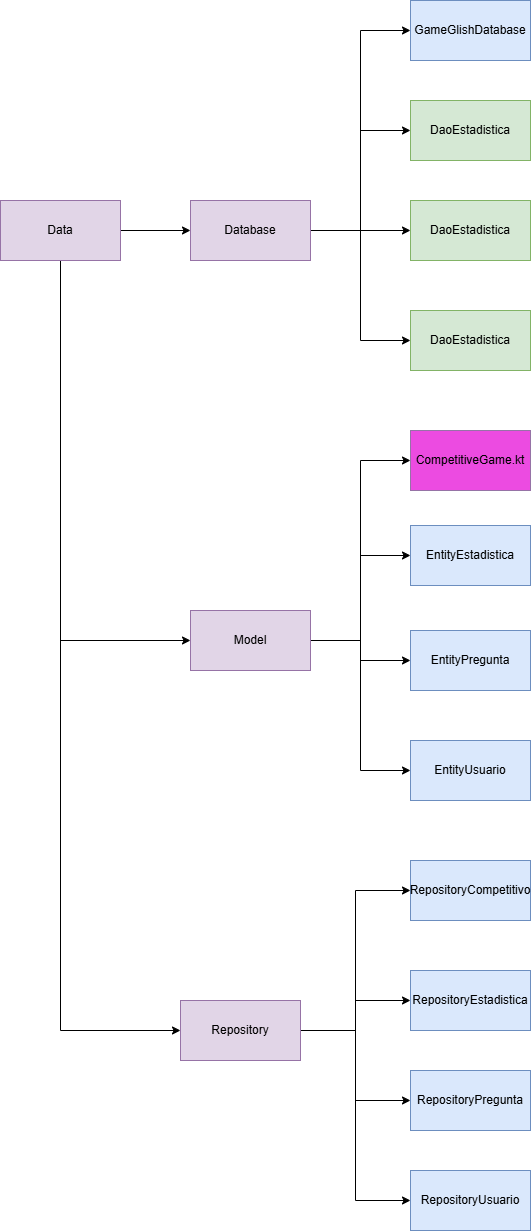 GameGlishDatabase
DaoEstadistica
Data
Database
DaoEstadistica
DaoEstadistica
CompetitiveGame.kt
EntityEstadistica
Model
EntityPregunta
EntityUsuario
RepositoryCompetitivo
RepositoryEstadistica
Repository
RepositoryPregunta
RepositoryUsuario